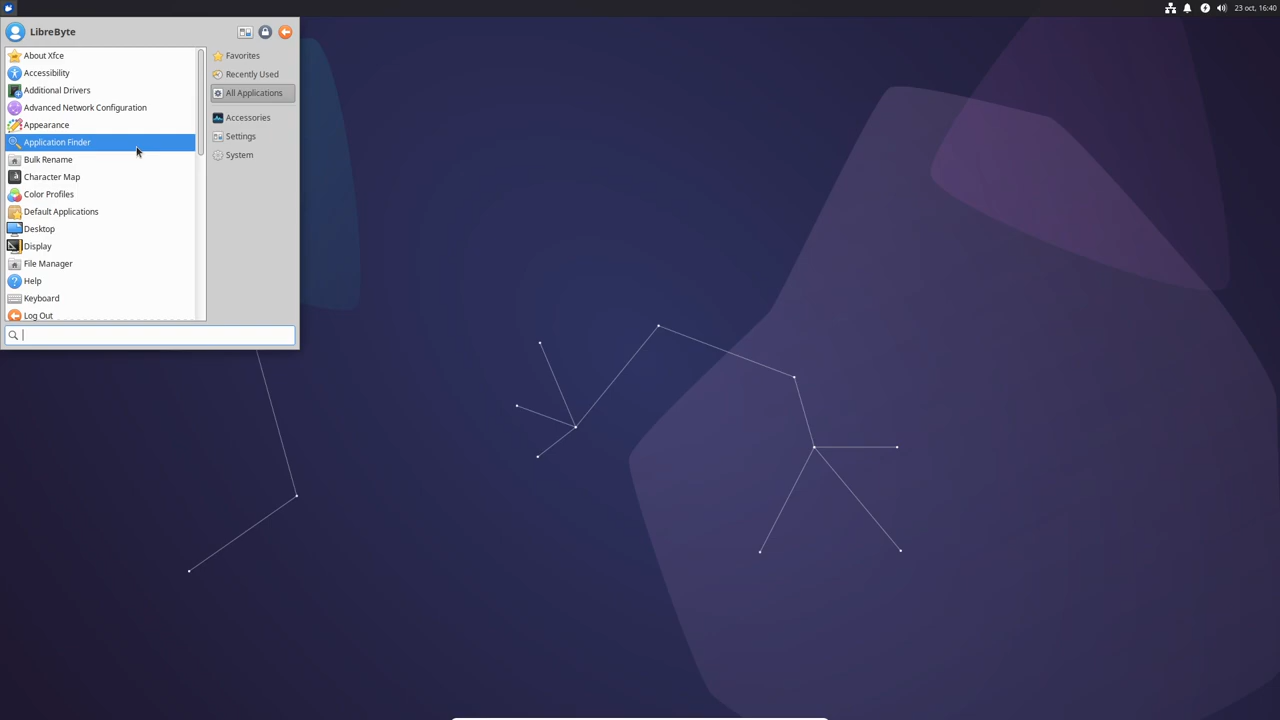 23 oct, 16:40
LibreByte
About Xfce
Accessibility
Additional Drivers
Advanced Network Configuration
Appearance
Application Finder
Bulk Rename
Character Map
Color Profiles
Default Applications
Desktop
Display
File Manager
Help
Keyboard
Log Out
Favorites
Recently Used
All Applications
Accessories
Settings
System